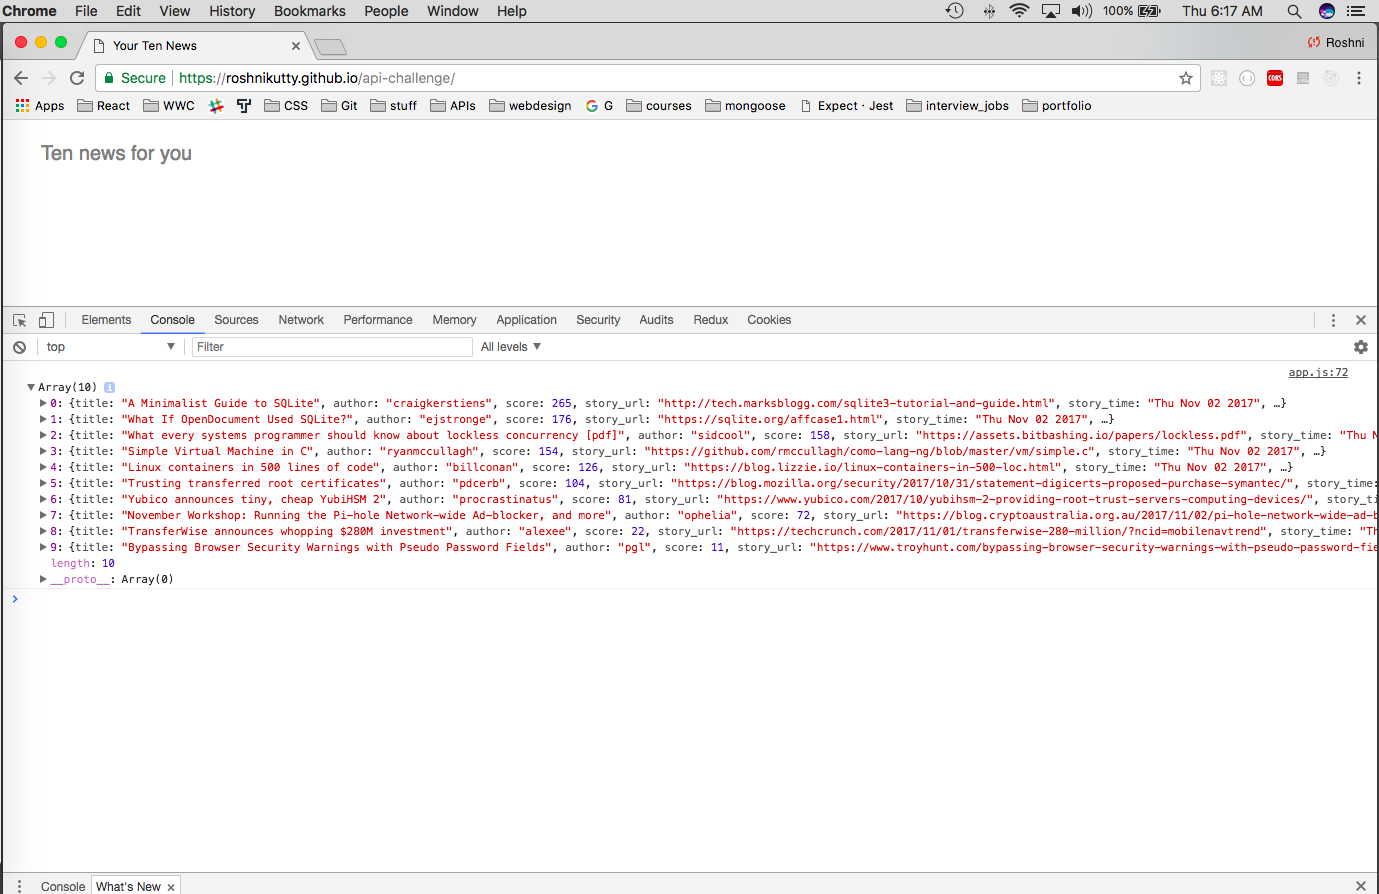 Chrome File Edit View History Bookmarks People Window Help 100% Thu 6:17 AM
Your Ten News Roshni
Secure https://roshnikutty.github.io/api-challenge/ CORS
Apps React WWC CSS Git stuff APIs webdesign G courses mongoose Expect · Jest interview_jobs portfolio
Ten news for you
Elements Console Sources Network Performance Memory Application Security Audits Redux Cookies
top Filter All levels
app.js:72
Array(10)
0: {title: "A Minimalist Guide to SQLite", author: "craigkerstiens", score: 265, story_url: "http://tech.marksblogg.com/sqlite3-tutorial-and-guide.html", story_time: "Thu Nov 02 2017", …}
1: {title: "What If OpenDocument Used SQLite?", author: "ejstronge", score: 176, story_url: "https://sqlite.org/affcase1.html", story_time: "Thu Nov 02 2017", …}
2: {title: "What every systems programmer should know about lockless concurrency [pdf]", author: "sidcool", score: 158, story_url: "https://assets.bitbashing.io/papers/lockless.pdf", story_time: "Thu N
3: {title: "Simple Virtual Machine in C", author: "ryanmccullagh", score: 154, story_url: "https://github.com/rmccullagh/como-lang-ng/blob/master/vm/simple.c", story_time: "Thu Nov 02 2017", …}
4: {title: "Linux containers in 500 lines of code", author: "billconan", score: 126, story_url: "https://blog.lizzie.io/linux-containers-in-500-loc.html", story_time: "Thu Nov 02 2017", …}
5: {title: "Trusting transferred root certificates", author: "pdcerb", score: 104, story_url: "https://blog.mozilla.org/security/2017/10/31/statement-digicerts-proposed-purchase-symantec/", story_time:
6: {title: "Yubico announces tiny, cheap YubiHSM 2", author: "procrastinatus", score: 81, story_url: "https://www.yubico.com/2017/10/yubihsm-2-providing-root-trust-servers-computing-devices/", story_ti
7: {title: "November Workshop: Running the Pi-hole Network-wide Ad-blocker, and more", author: "ophelia", score: 72, story_url: "https://blog.cryptoaustralia.org.au/2017/11/02/pi-hole-network-wide-ad-b
8: {title: "TransferWise announces whopping $280M investment", author: "alexee", score: 22, story_url: "https://techcrunch.com/2017/11/01/transferwise-280-million/?ncid=mobilenavtrend", story_time: "Th
9: {title: "Bypassing Browser Security Warnings with Pseudo Password Fields", author: "pgl", score: 11, story_url: "https://www.troyhunt.com/bypassing-browser-security-warnings-with-pseudo-password-fie
length: 10
__proto__: Array(0)
Console What's New